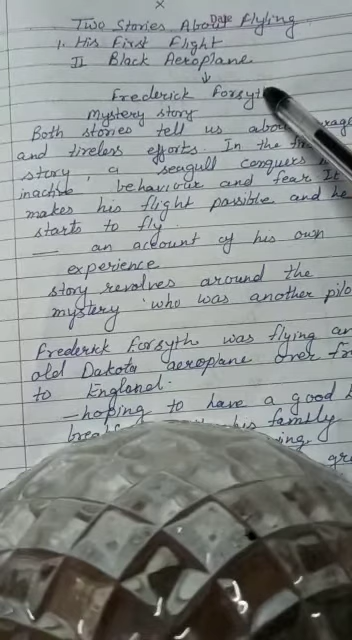 Two Stories About Flying
Date
I. His First Flight
II Black Aeroplane
Frederick Forsyth
mystery story
Both stories tell us about
and tireless efforts. In the
story, a seagull conquers
behaviour and fear It
makes his flight possible and he
starts to fly.
— an account of his own
experience
story revolves around the
mystery 'who was another
Frederick Forsyth was flying an
old Dakota aeroplane over
to England.
— hoping to have a good
his family